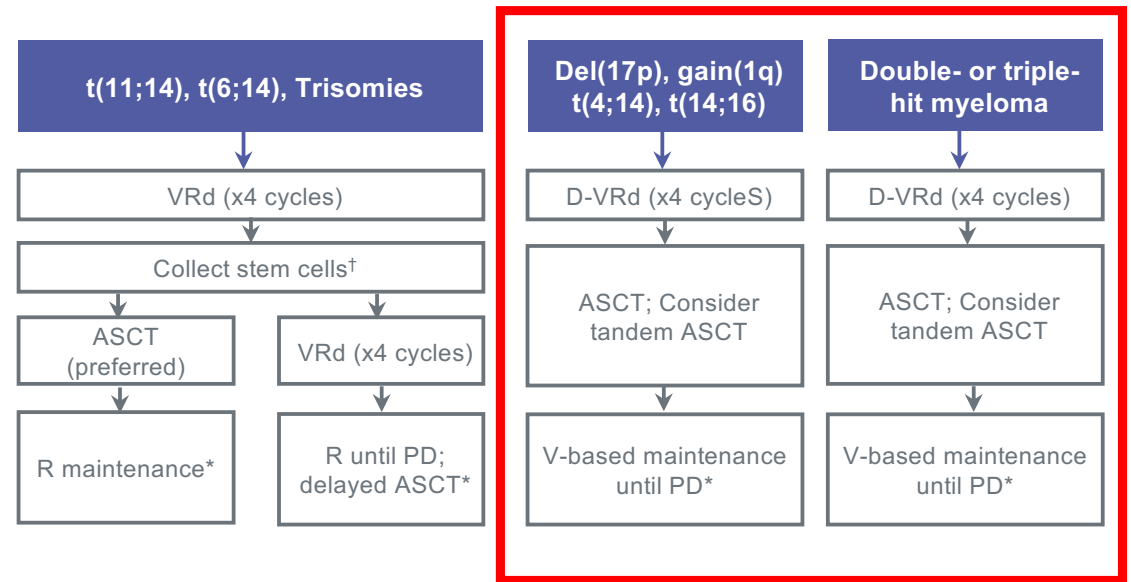 t(11;14), t(6;14), Trisomies
VRd (x4 cycles)
Collect stem cells†
ASCT
(preferred)
R maintenance*
VRd (x4 cycles)
R until PD;
delayed ASCT*
Del(17p), gain(1q)
t(4;14), t(14;16)
D-VRd (x4 cycleS)
ASCT; Consider
tandem ASCT
V-based maintenance
until PD*
Double- or triple-
hit myeloma
D-VRd (x4 cycles)
ASCT; Consider
tandem ASCT
V-based maintenance
until PD*